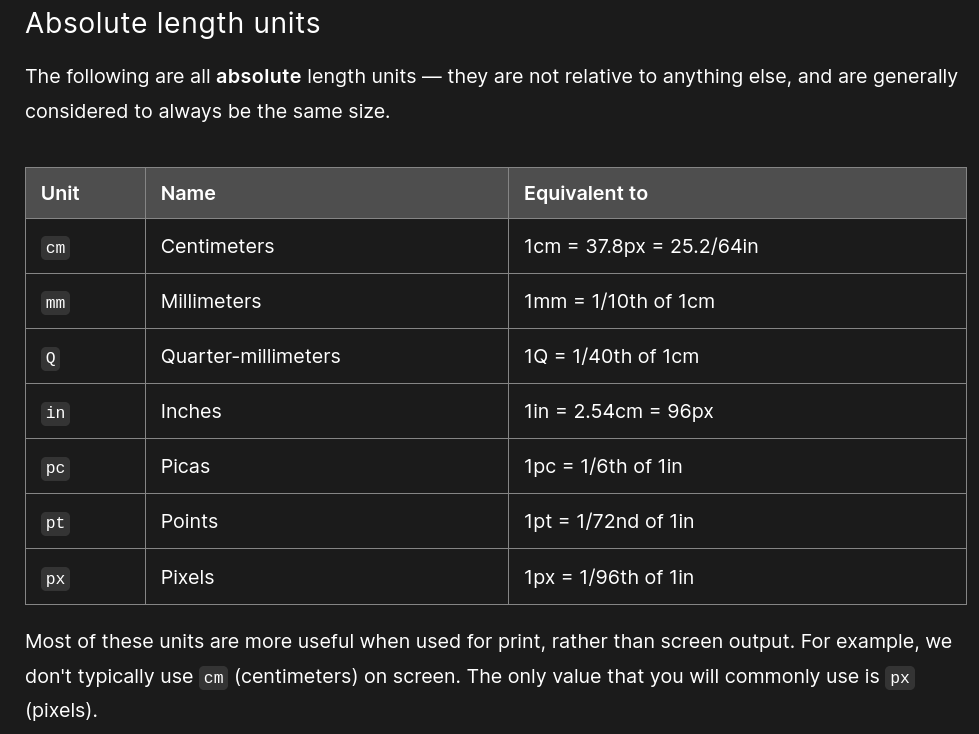 Absolute length units
The following are all absolute length units — they are not relative to anything else, and are generally
considered to always be the same size.
Unit Name Equivalent to
cm Centimeters 1cm = 37.8px = 25.2/64in
mm Millimeters 1mm = 1/10th of 1cm
Q Quarter-millimeters 1Q = 1/40th of 1cm
in Inches 1in = 2.54cm = 96px
pc Picas 1pc = 1/6th of 1in
pt Points 1pt = 1/72nd of 1in
px Pixels 1px = 1/96th of 1in
Most of these units are more useful when used for print, rather than screen output. For example, we
don't typically use cm (centimeters) on screen. The only value that you will commonly use is px
(pixels).